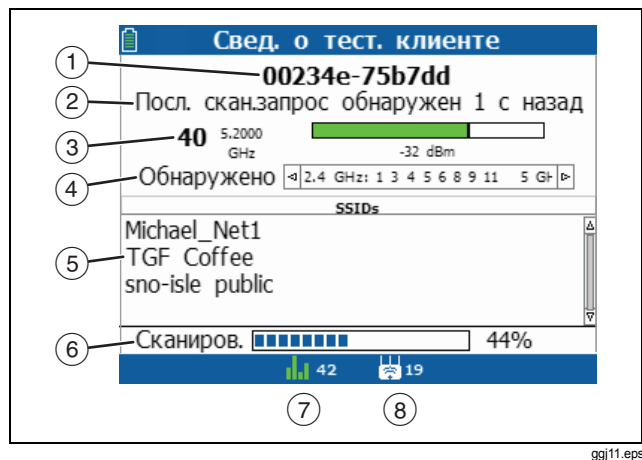 Свед. о тест. клиенте
1
00234e-75b7dd
2
Посл. скан.запрос обнаружен 1 с назад
3
40 5.2000 GHz
-32 dBm
4
Обнаружено 2.4 GHz: 1 3 4 5 6 8 9 11 5 GH
SSIDs
Michael_Net1
5
TGF Coffee
sno-isle public
6
Сканиров. 44%
42 19
7 8
ggj11.eps